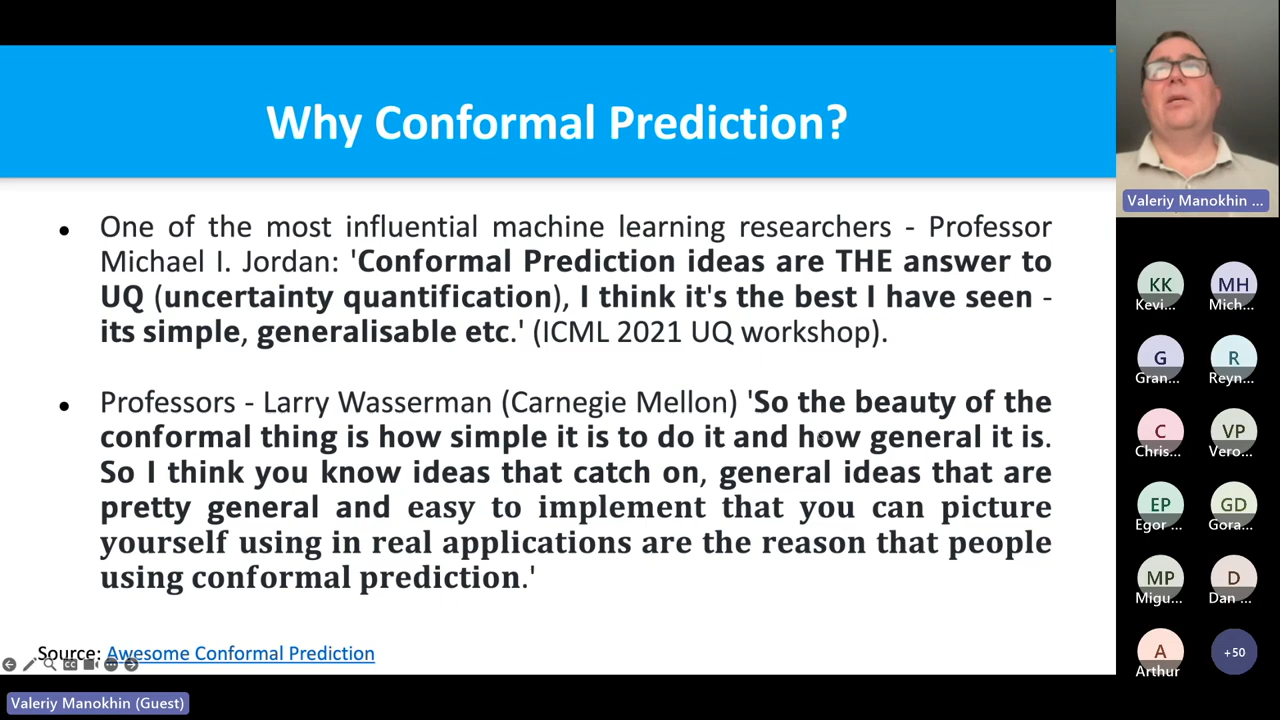 Why Conformal Prediction?
• One of the most influential machine learning researchers - Professor
Michael I. Jordan: 'Conformal Prediction ideas are THE answer to
UQ (uncertainty quantification), I think it's the best I have seen -
its simple, generalisable etc.' (ICML 2021 UQ workshop).
• Professors - Larry Wasserman (Carnegie Mellon) 'So the beauty of the
conformal thing is how simple it is to do it and how general it is.
So I think you know ideas that catch on, general ideas that are
pretty general and easy to implement that you can picture
yourself using in real applications are the reason that people
using conformal prediction.'
Source: Awesome Conformal Prediction
Valeriy Manokhin (Guest)
Valeriy Manokhin ...
KK
MH
Kevi...
Mich...
G
R
Gran...
Reyn...
C
VP
Chris...
Vero...
EP
GD
Egor ...
Gora...
MP
D
Migu...
Dan ...
A
+50
Arthur